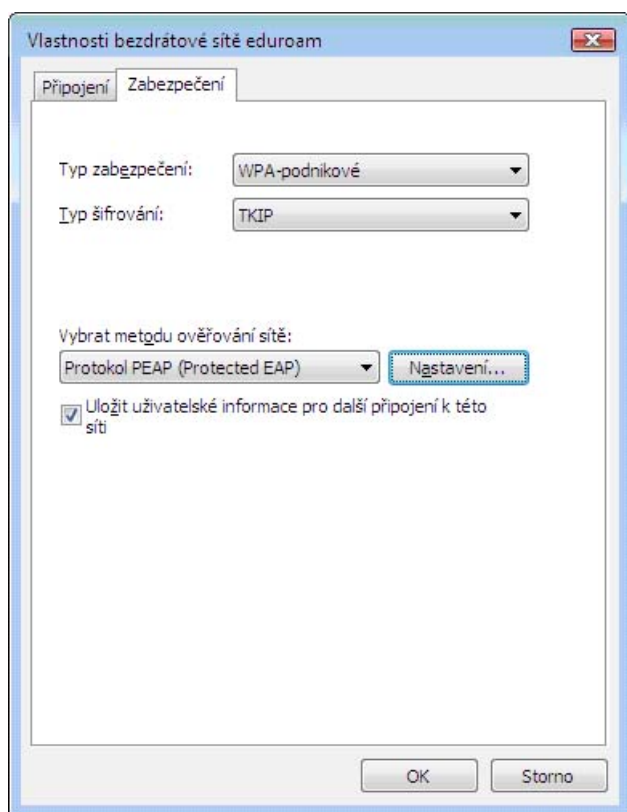 Vlastnosti bezdrátové sítě eduroam
Připojení
Zabezpečení
Typ zabezpečení:
WPA-podnikové
Typ šifrování:
TKIP
Vybrat metodu ověřování sítě:
Protokol PEAP (Protected EAP)
Nastavení...
Uložit uživatelské informace pro další připojení k této
síti
OK
Storno